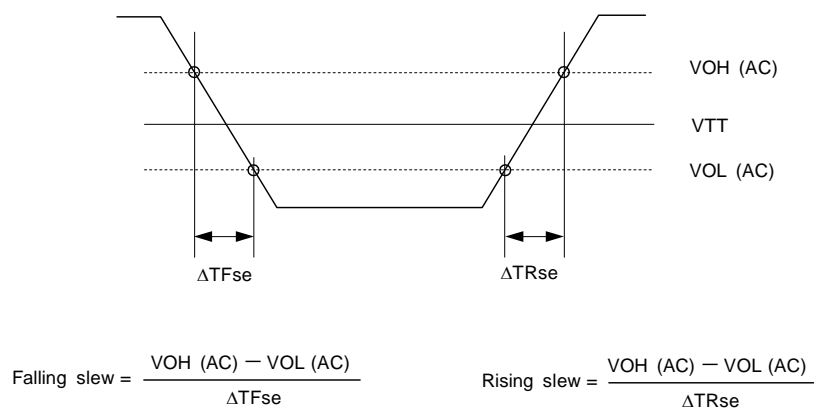 VOH (AC)
VTT
VOL (AC)
ΔTFse
ΔTRse
Falling slew = VOH (AC) − VOL (AC) / ΔTFse
Rising slew = VOH (AC) − VOL (AC) / ΔTRse